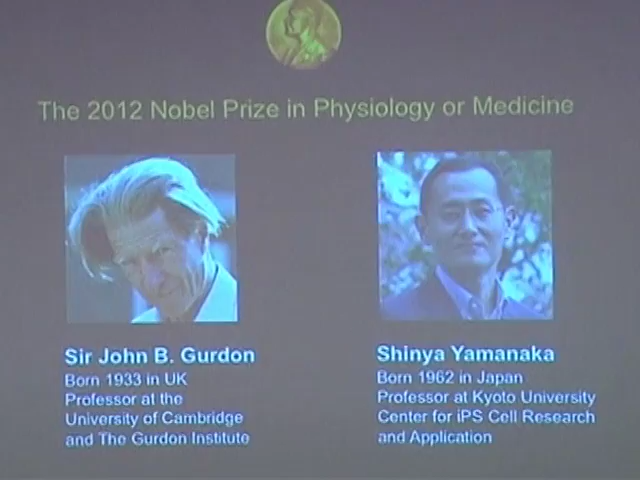 The 2012 Nobel Prize in Physiology or Medicine
Sir John B. Gurdon
Born 1933 in UK
Professor at the
University of Cambridge
and The Gurdon Institute
Shinya Yamanaka
Born 1962 in Japan
Professor at Kyoto University
Center for iPS Cell Research
and Application